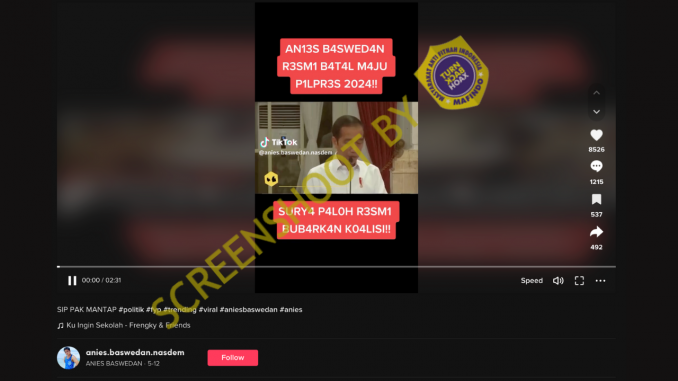 AN13S B4SWED4N
R3SM1 B4T4L M4JU
P1LPR3S 2024!!
MASYARAKAT ANTI FITNAH INDONESIA
TURN BACK HOAX
MAFINDO
TikTok
@anies.baswedan.nasdem
SURY4 P4L0H R3SM1
BUB4RK4N K04LISI!!
SCREENSHOOT BY
8526
1215
537
492
00:00 / 02:31
Speed
SIP PAK MANTAP #politik #fyp #trending #viral #aniesbaswedan #anies
Ku Ingin Sekolah - Frengky & Friends
anies.baswedan.nasdem
ANIES BASWEDAN · 5-12
Follow